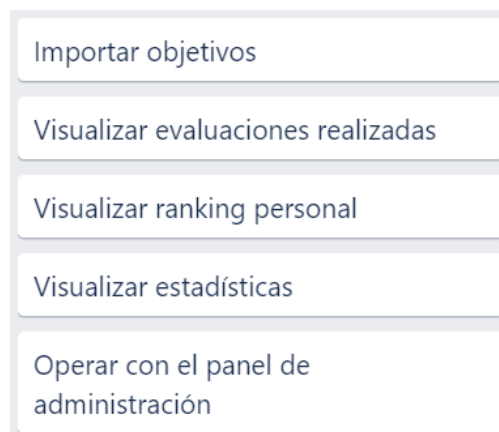 Importar objetivos
Visualizar evaluaciones realizadas
Visualizar ranking personal
Visualizar estadísticas
Operar con el panel de
administración